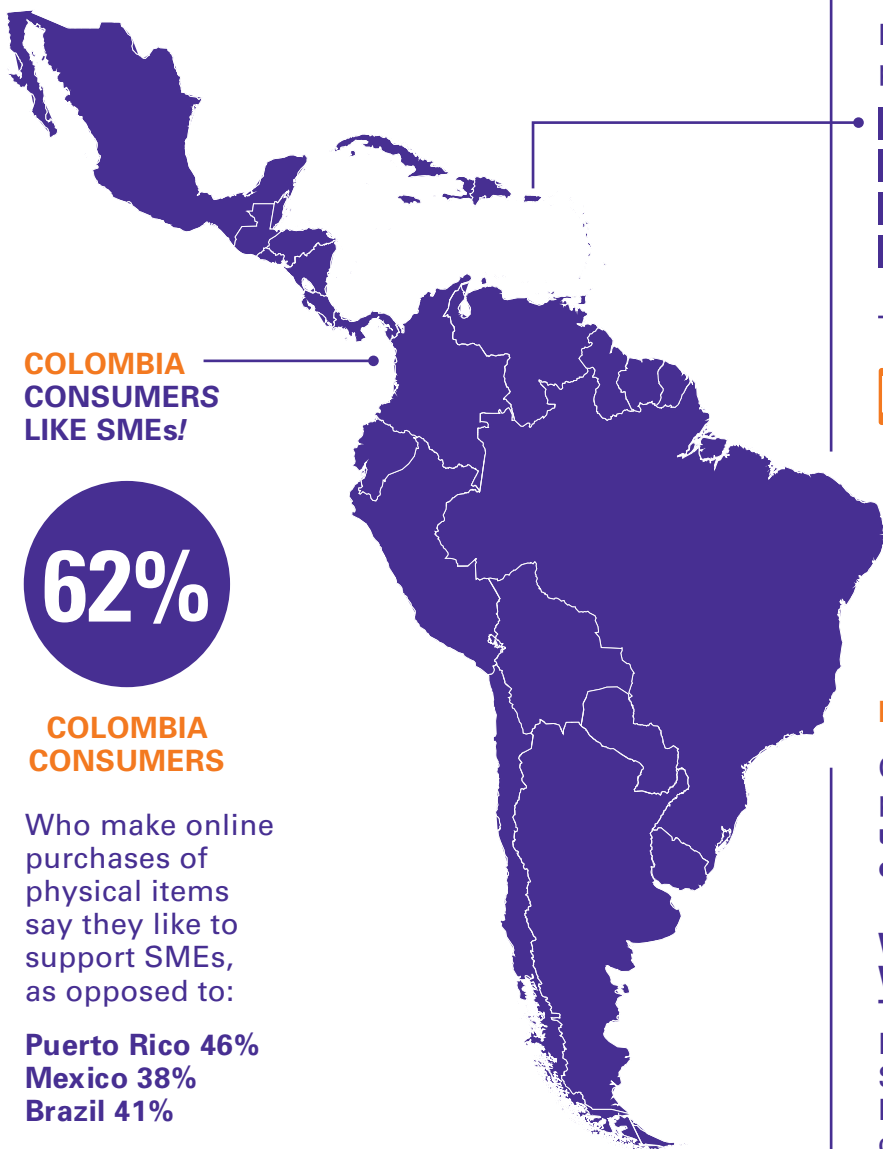 COLOMBIA
CONSUMERS
LIKE SMEs!
62%
COLOMBIA
CONSUMERS
Who make online
purchases of
physical items
say they like to
support SMEs,
as opposed to:
Puerto Rico 46%
Mexico 38%
Brazil 41%